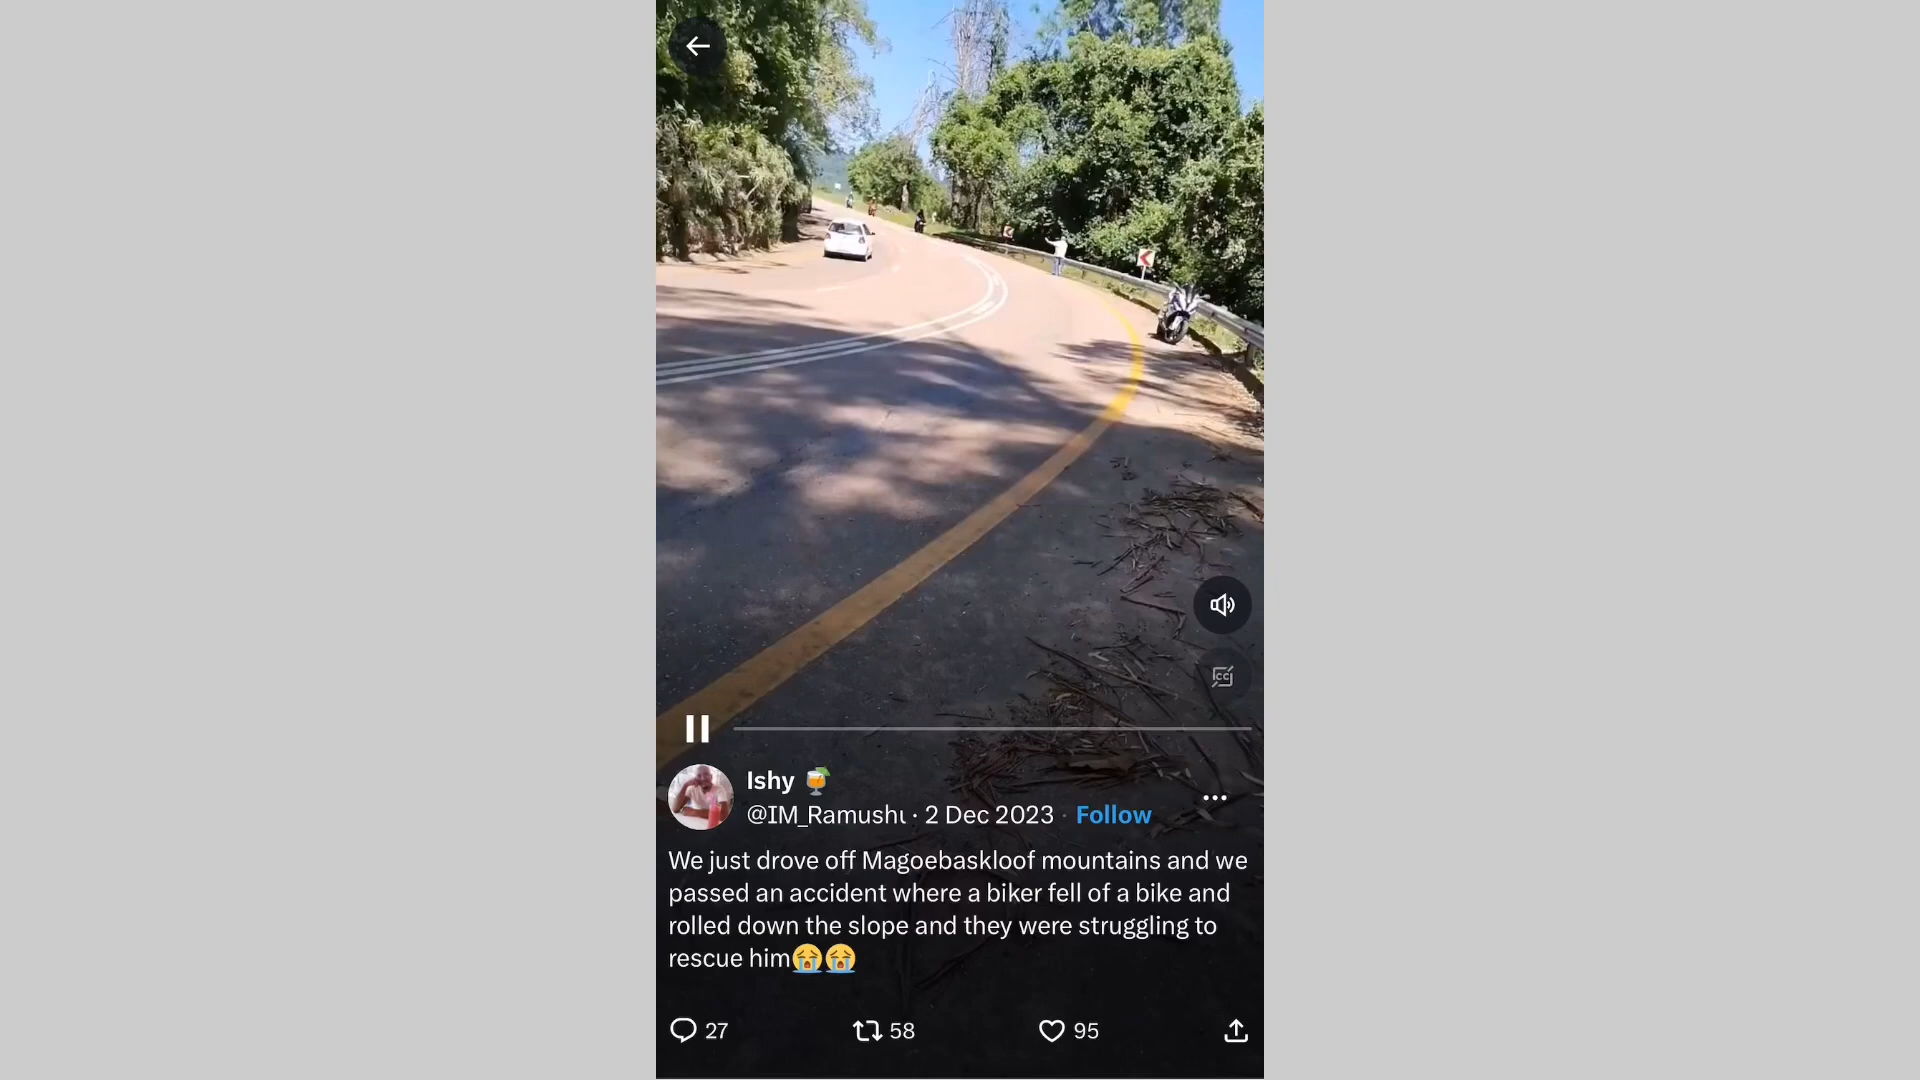 Ishy
@IM_Ramushu · 2 Dec 2023 · Follow
We just drove off Magoebaskloof mountains and we
passed an accident where a biker fell of a bike and
rolled down the slope and they were struggling to
rescue him😭😭
27
58
95